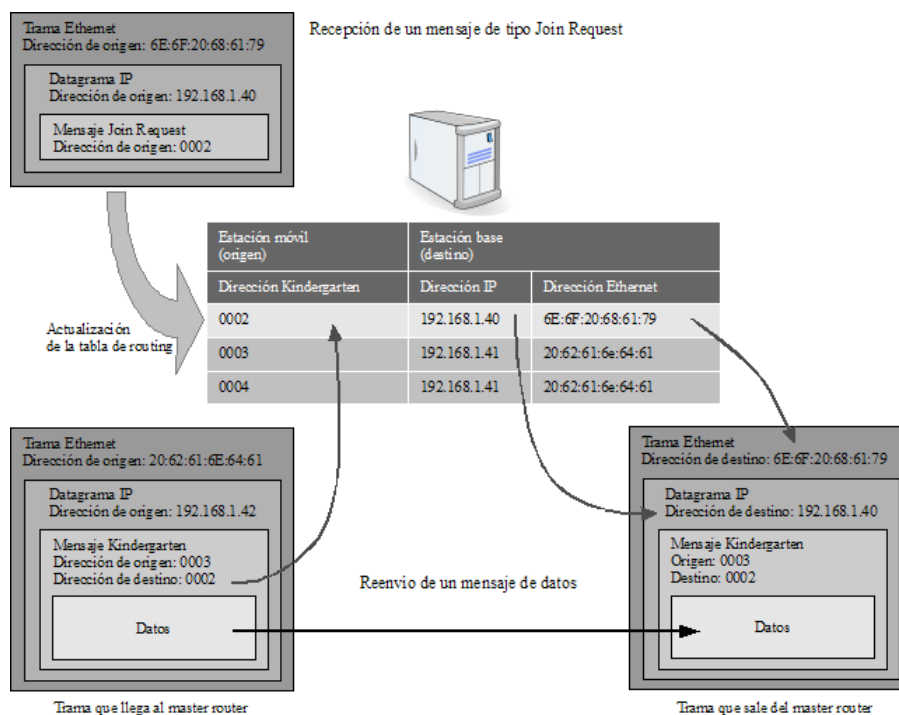 Trama Ethernet
Dirección de origen: 6E:6F:20:68:61:79
Datagrama IP
Dirección de origen: 192.168.1.40
Mensaje Join Request
Dirección de origen: 0002
Recepción de un mensaje de tipo Join Request
Estación móvil
(origen)
Estación base
(destino)
Dirección Kindergarten
Dirección IP
Dirección Ethernet
0002
192.168.1.40
6E:6F:20:68:61:79
0003
192.168.1.41
20:62:61:6e:64:61
0004
192.168.1.41
20:62:61:6e:64:61
Actualización
de la tabla de routing
Trama Ethernet
Dirección de origen: 20:62:61:6E:64:61
Datagrama IP
Dirección de origen: 192.168.1.42
Mensaje Kindergarten
Dirección de origen: 0003
Dirección de destino: 0002
Datos
Trama que llega al master router
Reenvio de un mensaje de datos
Trama Ethernet
Dirección de destino: 6E:6F:20:68:61:79
Datagrama IP
Dirección de destino: 192.168.1.40
Mensaje Kindergarten
Origen: 0003
Destino: 0002
Datos
Trama que sale del master router